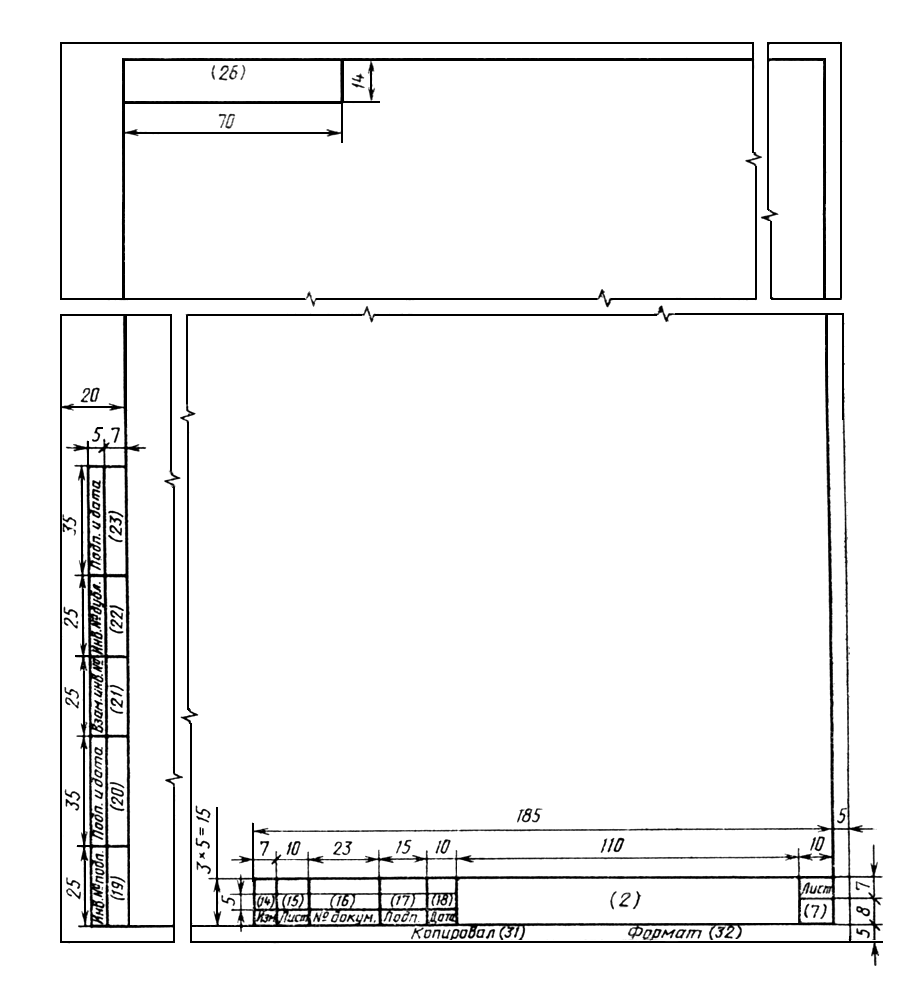 (26)
14
70
20
5 7
35
Подп. и дата
(23)
25
Инв.№ дубл.
(22)
25
Взам.инв.№
(21)
35
Подп. и дата
(20)
25
Инв.№ подл.
(19)
3×5=15
5
185
5
7 10 23 15 10 110 10
(14) (15) (16) (17) (18)
Изм Лист № докум. Подп. Дата
(2)
Лист
(7)
7
8
5
Копировал (31) Формат (32)